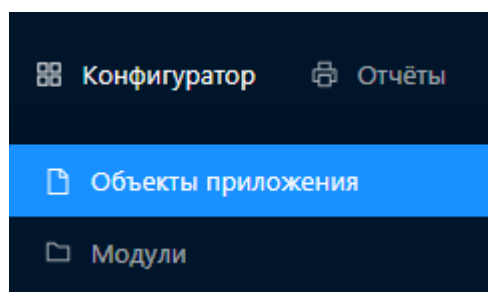 Конфигуратор Отчёты
Объекты приложения
Модули